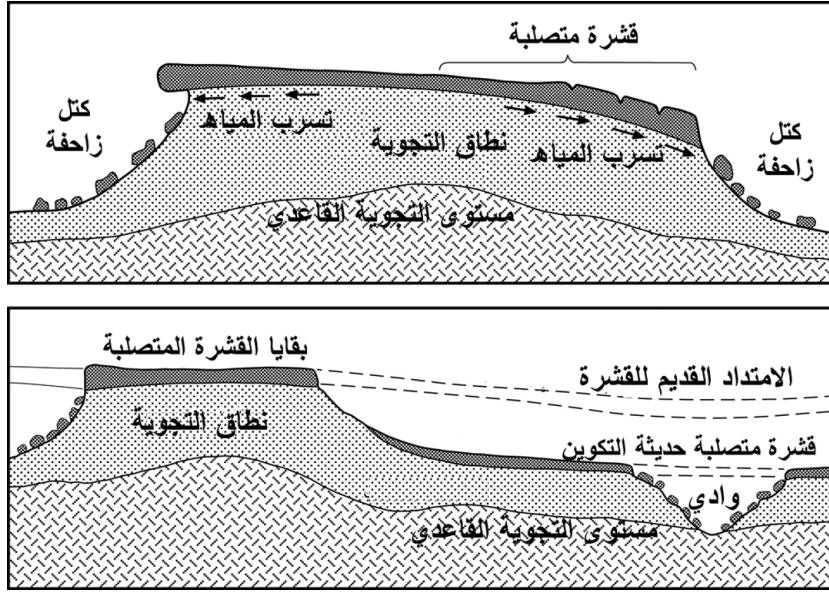 قشرة متصلبة
كتل
زاحفة
تسرب المياه
نطاق التجوية
تسرب المياه
كتل
زاحفة
مستوى التجوية القاعدي
بقايا القشرة المتصلبة
الامتداد القديم للقشرة
نطاق التجوية
قشرة متصلبة حديثة التكوين
وادي
مستوى التجوية القاعدي